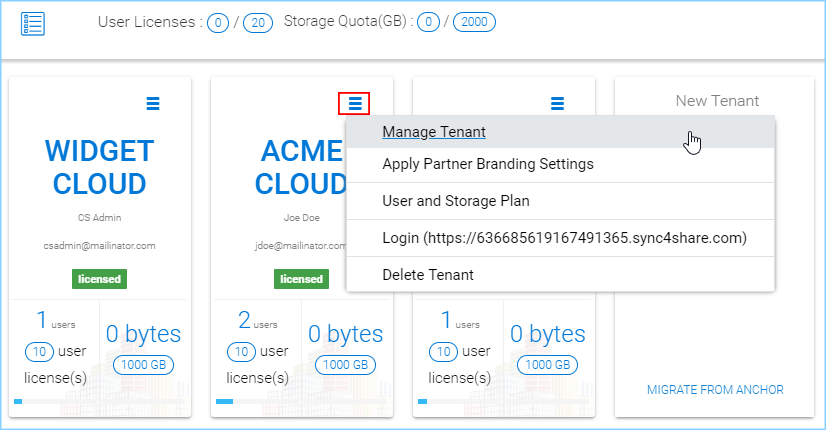 User Licenses : 0 / 20 Storage Quota(GB) : 0 / 2000
WIDGET
CLOUD
CS Admin
csadmin@mailinator.com
licensed
1 users
10 user
license(s)
0 bytes
1000 GB
ACME
CLOUD
Joe Doe
jdoe@mailinator.com
licensed
2 users
10 user
license(s)
0 bytes
1000 GB
Manage Tenant
Apply Partner Branding Settings
User and Storage Plan
Login (https://636685619167491365.sync4share.com)
Delete Tenant
1 users
10 user
license(s)
0 bytes
1000 GB
New Tenant
MIGRATE FROM ANCHOR